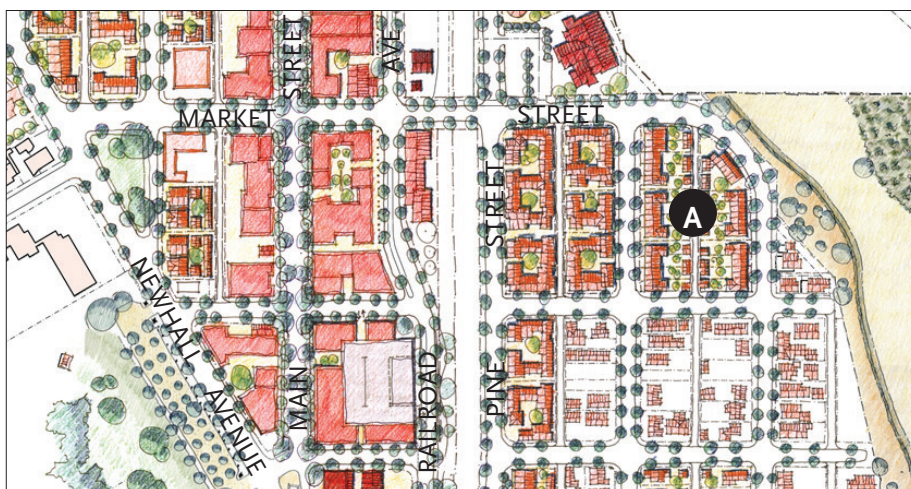 STREET
AVE
MARKET
STREET
STREET
A
NEWHALL AVENUE
MAIN
RAILROAD
PINE